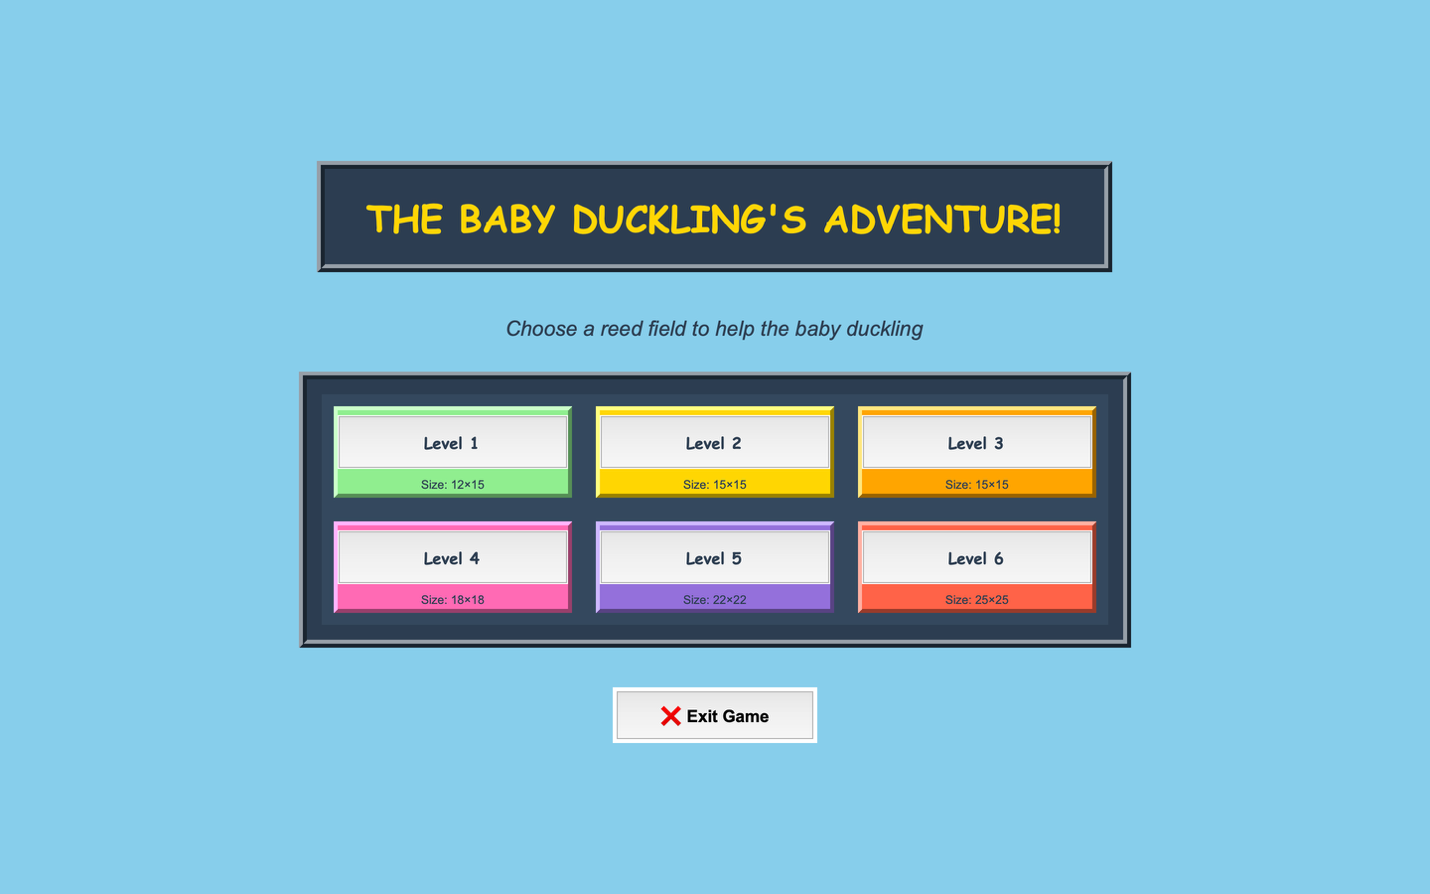 THE BABY DUCKLING'S ADVENTURE!
Choose a reed field to help the baby duckling
Level 1
Size: 12×15
Level 2
Size: 15×15
Level 3
Size: 15×15
Level 4
Size: 18×18
Level 5
Size: 22×22
Level 6
Size: 25×25
❌ Exit Game